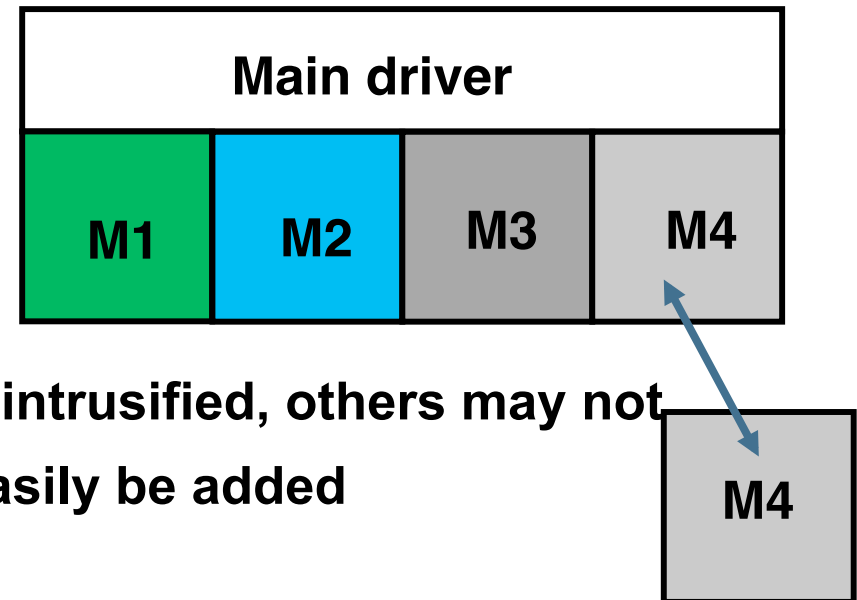 Main driver
M1 M2 M3 M4
intrusified, others may not
asily be added
M4